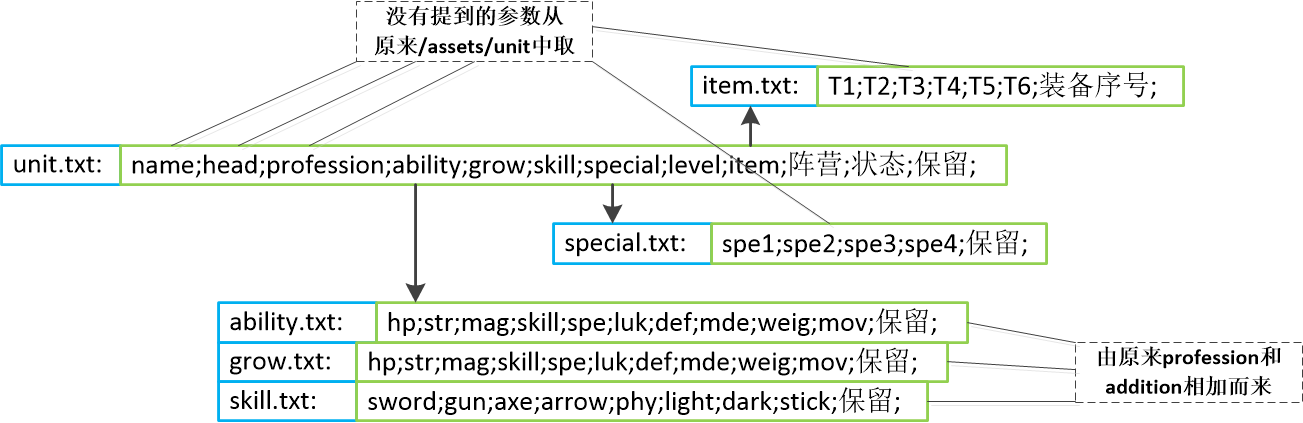 没有提到的参数从
原来/assets/unit中取
item.txt: T1;T2;T3;T4;T5;T6;装备序号;
unit.txt: name;head;profession;ability;grow;skill;special;level;item;阵营;状态;保留;
special.txt: spe1;spe2;spe3;spe4;保留;
ability.txt: hp;str;mag;skill;spe;luk;def;mde;weig;mov;保留;
grow.txt: hp;str;mag;skill;spe;luk;def;mde;weig;mov;保留;
skill.txt: sword;gun;axe;arrow;phy;light;dark;stick;保留;
由原来profession和
addition相加而来